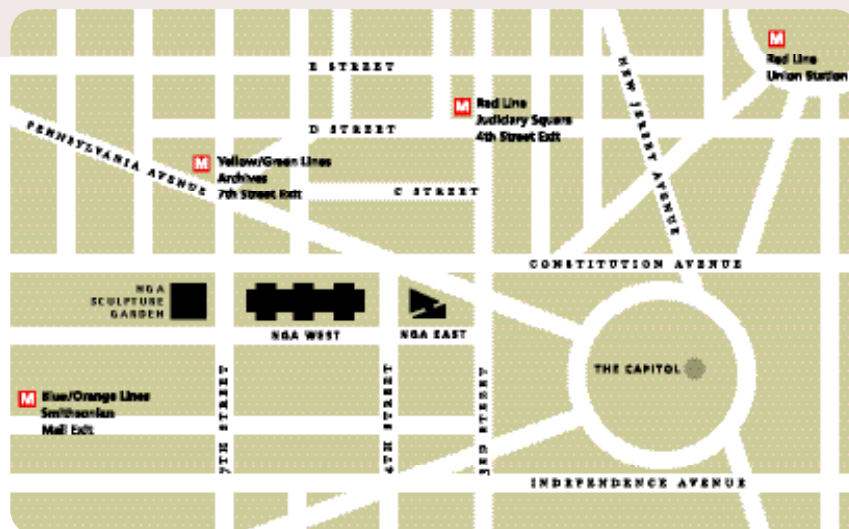 M
Red Line
Union Station
E STREET
NEW JERSEY AVENUE
M
Red Line
Judiciary Square
4th Street Exit
PENNSYLVANIA AVENUE
D STREET
M
Yellow/Green Lines
Archives
7th Street Exit
C STREET
CONSTITUTION AVENUE
NGA
SCULPTURE
GARDEN
NGA WEST
NGA EAST
THE CAPITOL
M
Blue/Orange Lines
Smithsonian
Mall Exit
7TH STREET
4TH STREET
3RD STREET
INDEPENDENCE AVENUE